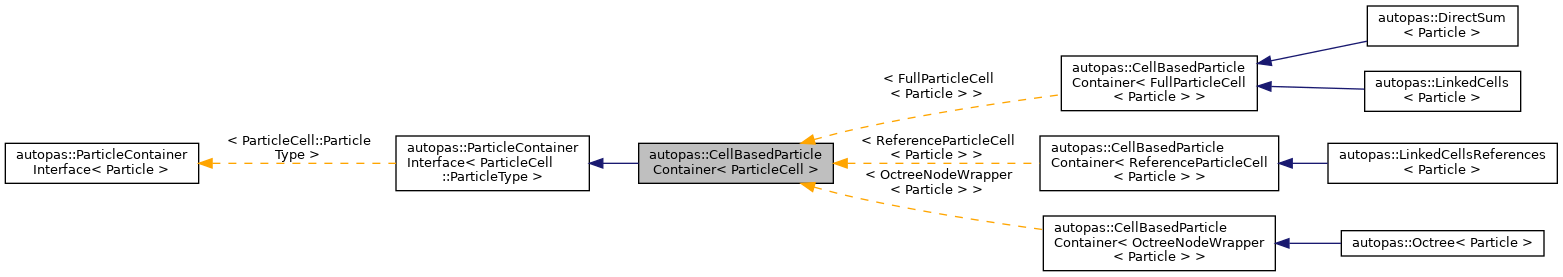 autopas::ParticleContainer
Interface< Particle >
< ParticleCell::Particle
Type >
autopas::ParticleContainer
Interface< ParticleCell
::ParticleType >
autopas::CellBasedParticle
Container< ParticleCell >
< FullParticleCell
< Particle > >
< ReferenceParticleCell
< Particle > >
< OctreeNodeWrapper
< Particle > >
autopas::CellBasedParticle
Container< FullParticleCell
< Particle > >
autopas::CellBasedParticle
Container< ReferenceParticleCell
< Particle > >
autopas::CellBasedParticle
Container< OctreeNodeWrapper
< Particle > >
autopas::DirectSum
< Particle >
autopas::LinkedCells
< Particle >
autopas::LinkedCellsReferences
< Particle >
autopas::Octree< Particle >